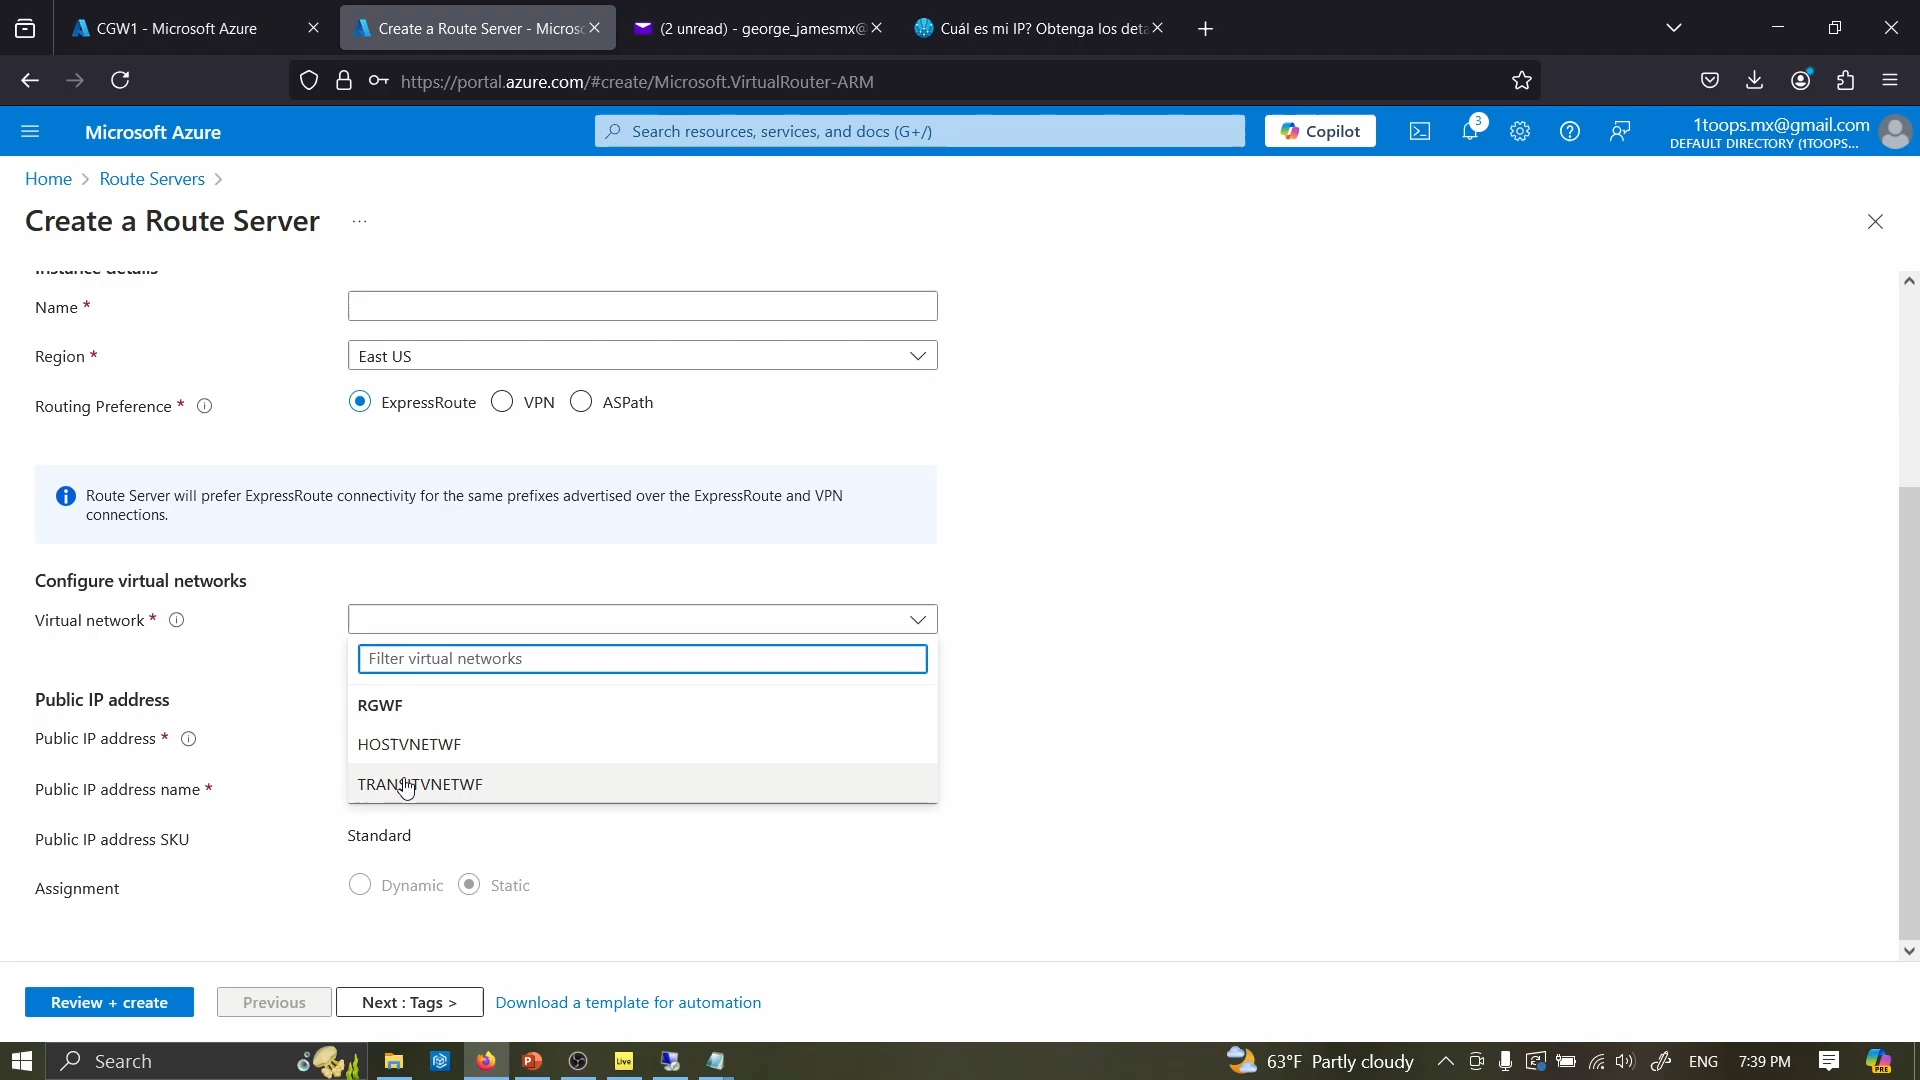 CGW1 - Microsoft Azure
Create a Route Server - Micros
(2 unread) - george_jamesmx@
Cuál es mi IP? Obtenga los deta
https://portal.azure.com/#create/Microsoft.VirtualRouter-ARM
Microsoft Azure
Search resources, services, and docs (G+/)
Copilot
3
1toops.mx@gmail.com
DEFAULT DIRECTORY (1TOOPS...
Home > Route Servers >
Create a Route Server ...
Instance details
Name *
Region *
East US
Routing Preference *
ExpressRoute
VPN
ASPath
Route Server will prefer ExpressRoute connectivity for the same prefixes advertised over the ExpressRoute and VPN
connections.
Configure virtual networks
Virtual network *
Filter virtual networks
RGWF
HOSTVNETWF
TRANSITVNETWF
Public IP address
Public IP address *
Public IP address name *
Public IP address SKU
Standard
Assignment
Dynamic
Static
Review + create
Previous
Next : Tags >
Download a template for automation
Search
Live
63°F Partly cloudy
ENG
7:39 PM
PRE